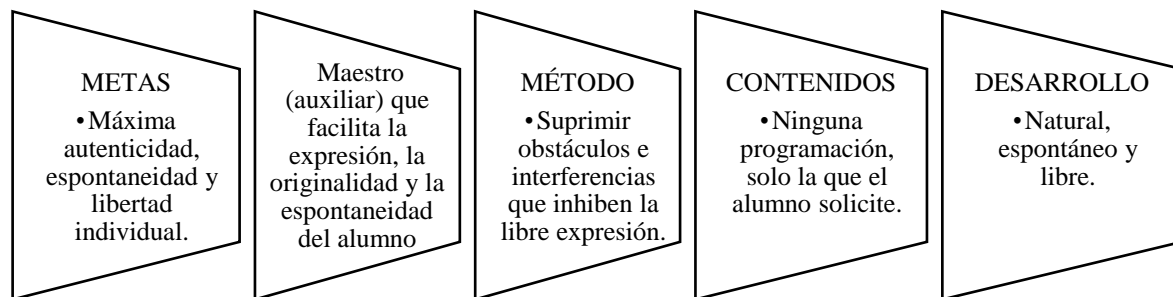 METAS
•Máxima
autenticidad,
espontaneidad y
libertad
individual.
Maestro
(auxiliar) que
facilita la
expresión, la
originalidad y la
espontaneidad
del alumno
MÉTODO
•Suprimir
obstáculos e
interferencias
que inhiben la
libre expresión.
CONTENIDOS
•Ninguna
programación,
solo la que el
alumno solicite.
DESARROLLO
•Natural,
espontáneo y
libre.